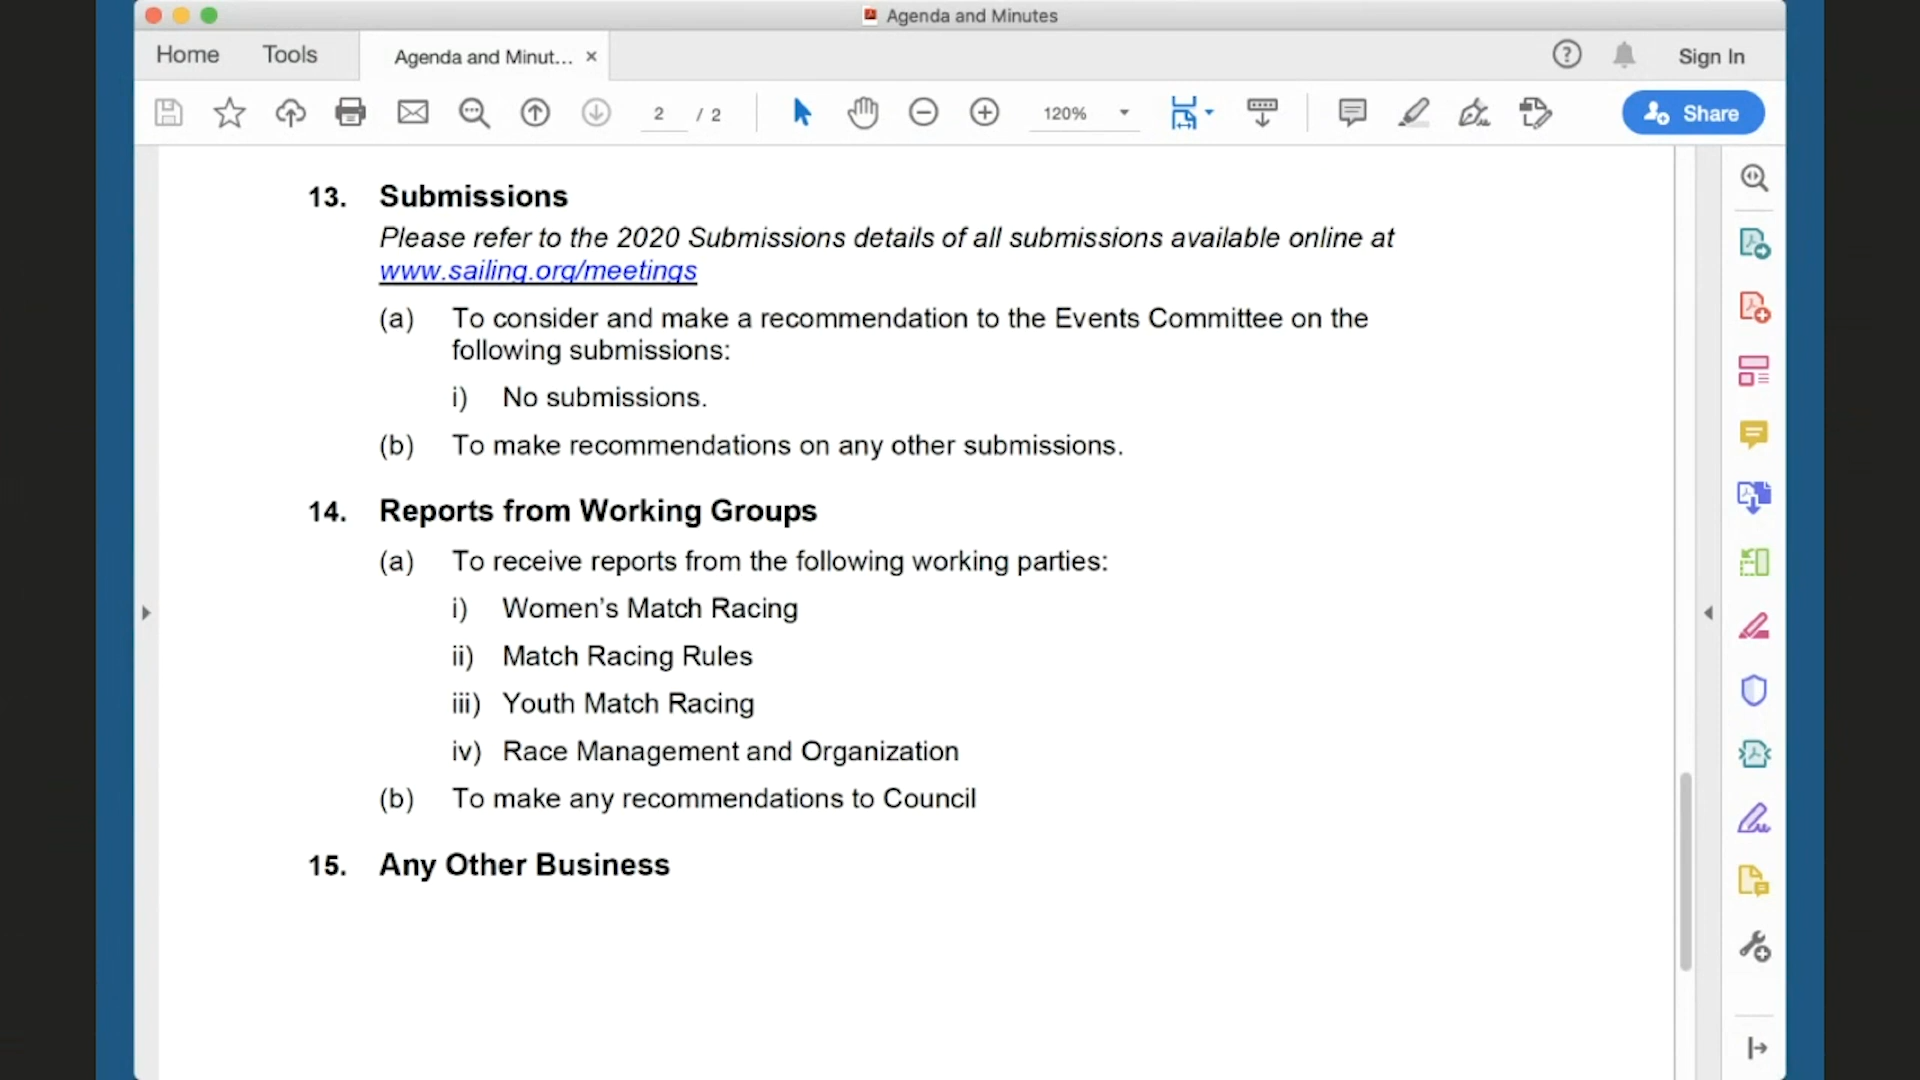 Agenda and Minutes
Home Tools Agenda and Minut... × ? Sign In
2 / 2 120% Share
13. Submissions
Please refer to the 2020 Submissions details of all submissions available online at
www.sailing.org/meetings
(a) To consider and make a recommendation to the Events Committee on the
following submissions:
i) No submissions.
(b) To make recommendations on any other submissions.
14. Reports from Working Groups
(a) To receive reports from the following working parties:
i) Women’s Match Racing
ii) Match Racing Rules
iii) Youth Match Racing
iv) Race Management and Organization
(b) To make any recommendations to Council
15. Any Other Business